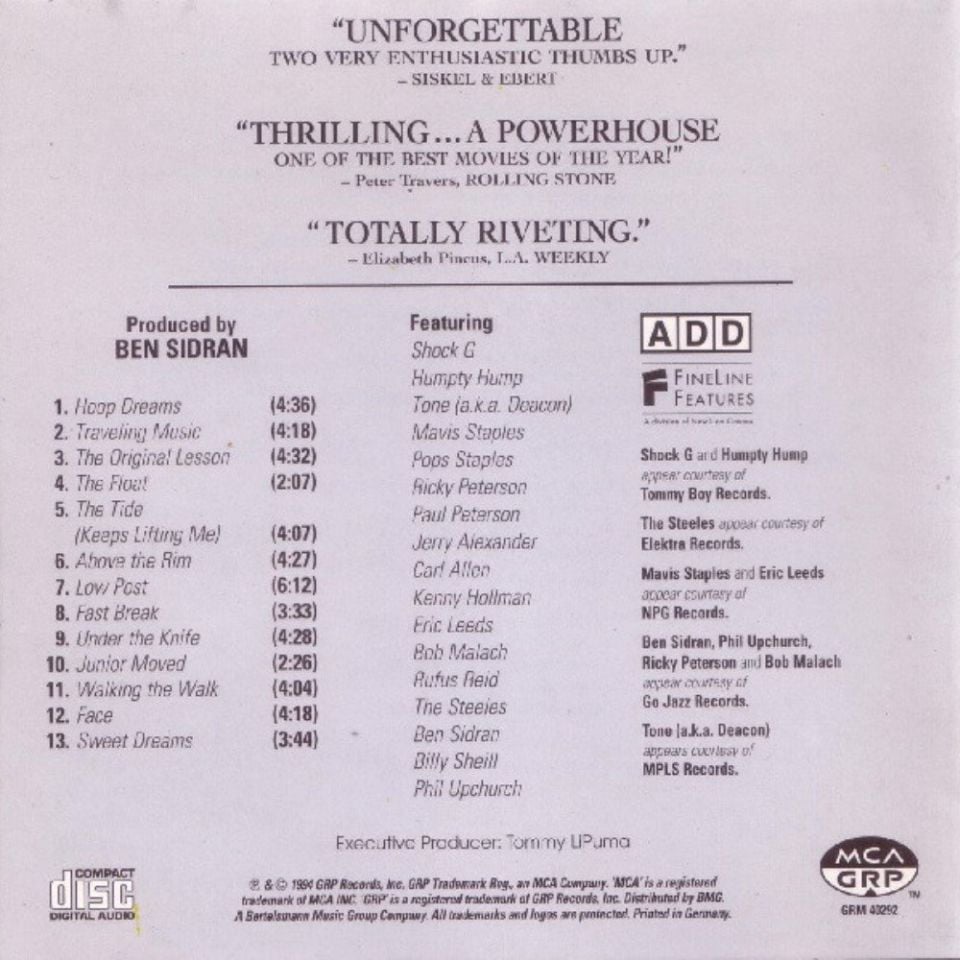 “UNFORGETTABLE
TWO VERY ENTHUSIASTIC THUMBS UP.”
– SISKEL & EBERT
“THRILLING...A POWERHOUSE
ONE OF THE BEST MOVIES OF THE YEAR!”
– Peter Travers, ROLLING STONE
“TOTALLY RIVETING.”
– Elizabeth Pincus, L.A. WEEKLY
Produced by
BEN SIDRAN
1. Hoop Dreams (4:36)
2. Traveling Music (4:18)
3. The Original Lesson (4:32)
4. The Float (2:07)
5. The Tide
(Keeps Lifting Me) (4:07)
6. Above the Rim (4:27)
7. Low Post (6:12)
8. Fast Break (3:33)
9. Under the Knife (4:28)
10. Junior Moved (2:26)
11. Walking the Walk (4:04)
12. Face (4:18)
13. Sweet Dreams (3:44)
Featuring
Shock G
Humpty Hump
Tone (a.k.a. Deacon)
Mavis Staples
Pops Staples
Ricky Peterson
Paul Peterson
Jerry Alexander
Carl Allen
Kenny Hollman
Eric Leeds
Bob Malach
Rufus Reid
The Steeles
Ben Sidran
Billy Sheill
Phil Upchurch
ADD
FINELINE
FEATURES
A division of New Line Cinema
Shock G and Humpty Hump
appear courtesy of
Tommy Boy Records.
The Steeles appear courtesy of
Elektra Records.
Mavis Staples and Eric Leeds
appear courtesy of
NPG Records.
Ben Sidran, Phil Upchurch,
Ricky Peterson and Bob Malach
appear courtesy of
Go Jazz Records.
Tone (a.k.a. Deacon)
appears courtesy of
MPLS Records.
Executive Producer: Tommy LiPuma
COMPACT
disc
DIGITAL AUDIO
℗ & © 1994 GRP Records, Inc. GRP Trademark Reg., an MCA Company. 'MCA' is a registered
trademark of MCA INC. 'GRP' is a registered trademark of GRP Records, Inc. Distributed by BMG.
A Bertelsmann Music Group Company. All trademarks and logos are protected. Printed in Germany.
MCA
GRP
TM
GRM 40292